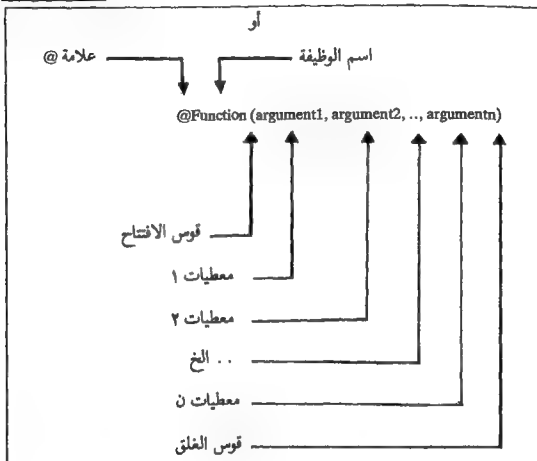 أو
اسم الوظيفة علامة @
@Function (argument1, argument2, .., argumentn)
قوس الافتتاح
معطيات ١
معطيات ٢
.. الخ
معطيات ن
قوس الغلق